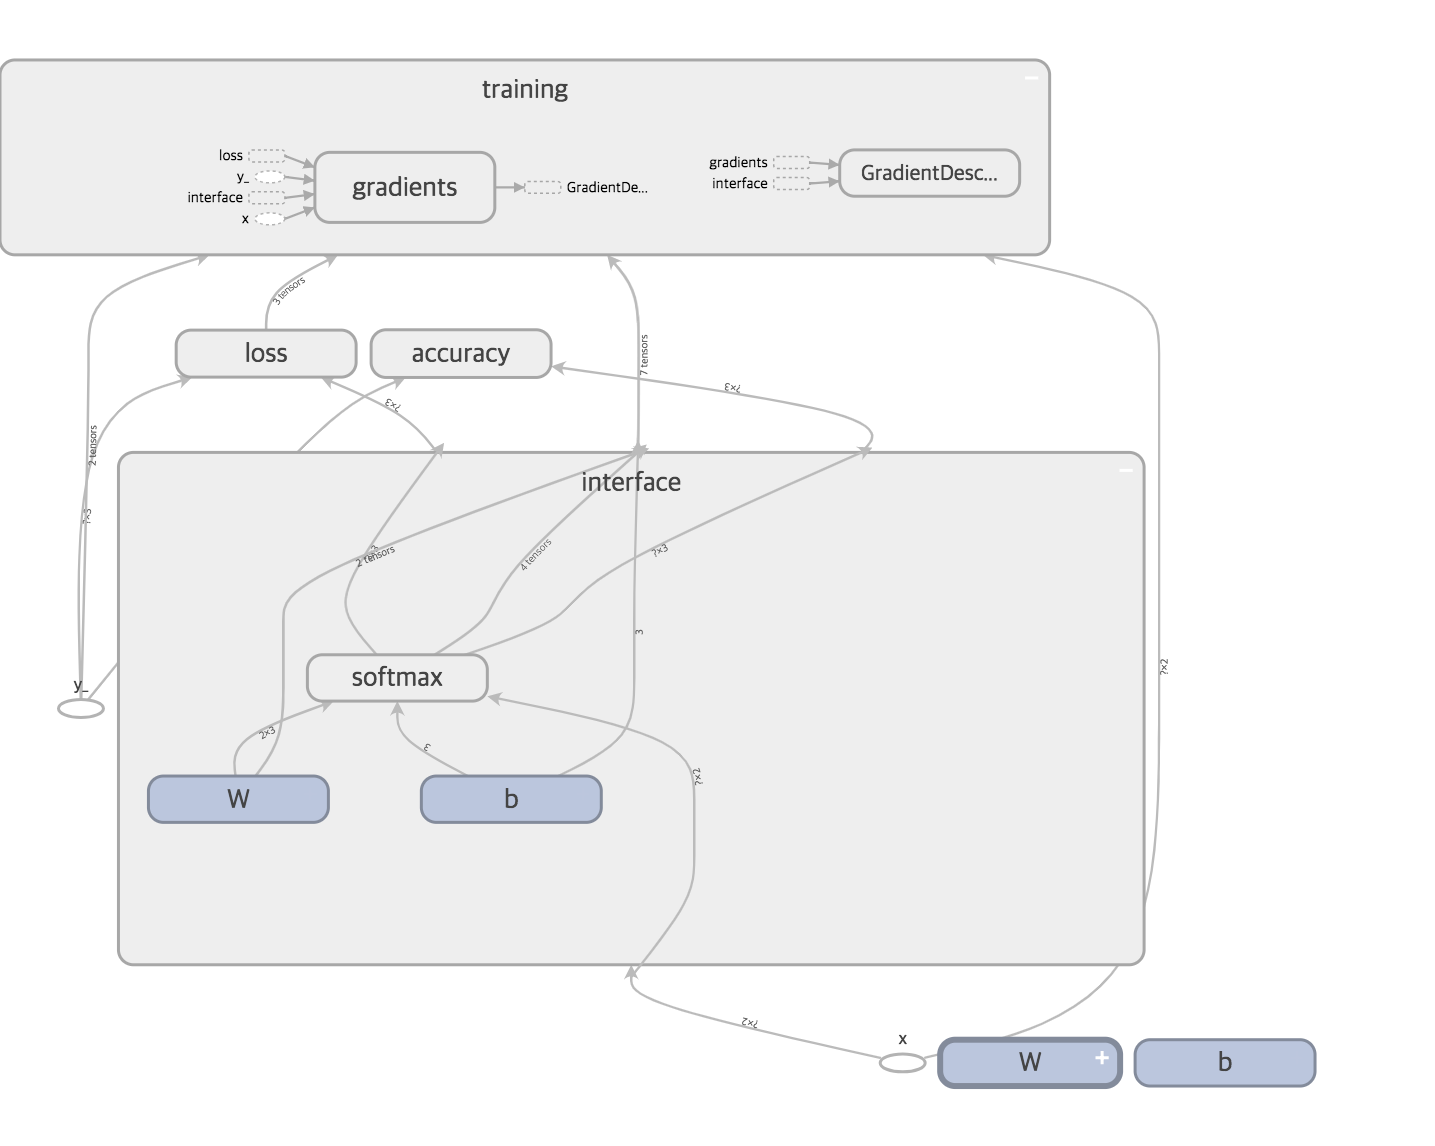 training
loss
y_
interface
x
gradients
GradientDe...
gradients
interface
GradientDesc...
3 tensors
loss
accuracy
7 tensors
?×3
?×3
2 tensors
?×3
interface
2 tensors
4 tensors
?×3
3
softmax
y_
?×2
2×3
3
?×2
W
b
?×2
x
W
b